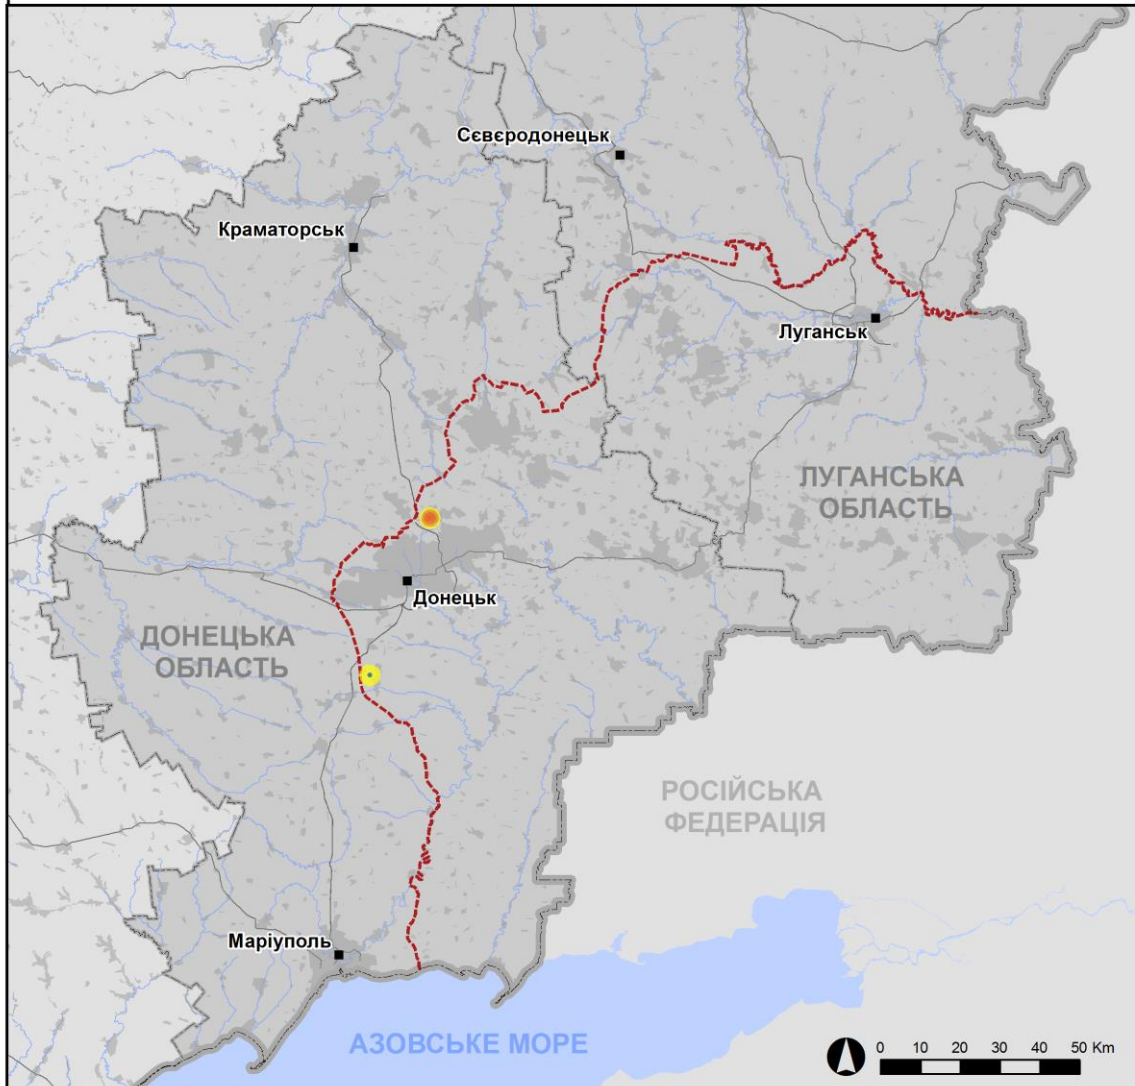 Сєвєродонецьк
Краматорськ
Луганськ
ЛУГАНСЬКА
ОБЛАСТЬ
Донецьк
ДОНЕЦЬКА
ОБЛАСТЬ
РОСІЙСЬКА
ФЕДЕРАЦІЯ
Маріуполь
АЗОВСЬКЕ МОРЕ
0 10 20 30 40 50 Km